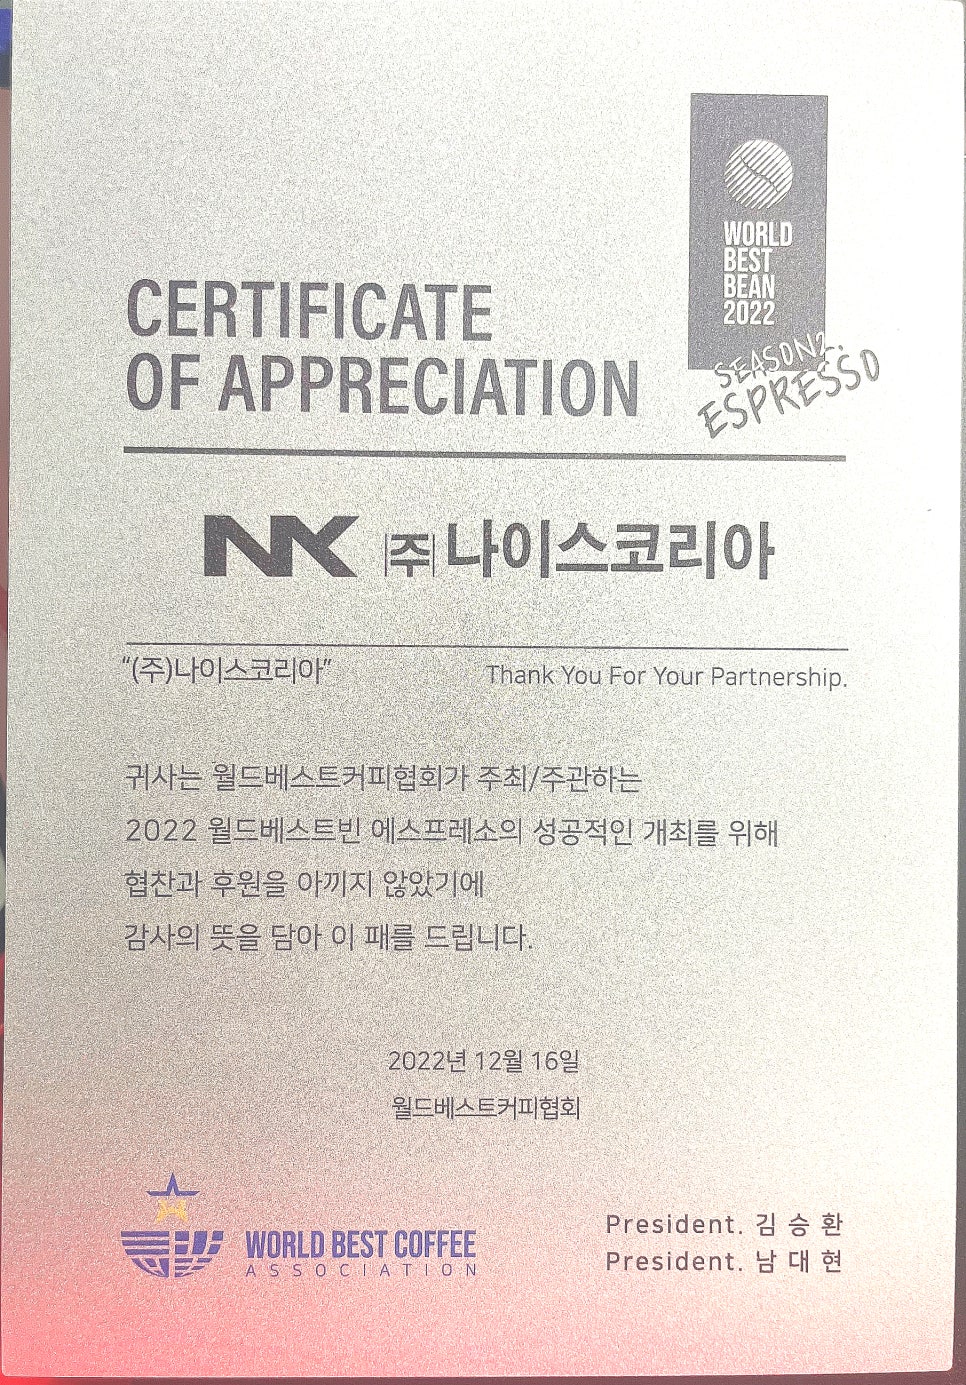 WORLD
BEST
BEAN
2022
SEASON2.
ESPRESSO
CERTIFICATE
OF APPRECIATION
NK ㈜나이스코리아
“(주)나이스코리아” Thank You For Your Partnership.
귀사는 월드베스트커피협회가 주최/주관하는
2022 월드베스트빈 에스프레소의 성공적인 개최를 위해
협찬과 후원을 아끼지 않았기에
감사의 뜻을 담아 이 패를 드립니다.
2022년 12월 16일
월드베스트커피협회
WORLD BEST COFFEE
ASSOCIATION
President. 김 승 환
President. 남 대 현